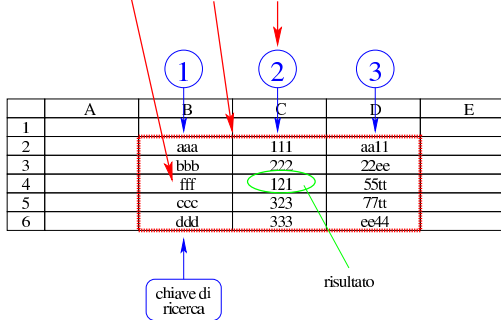 1 2 3
A B C D E
1
2 aaa 111 aa11
3 bbb 222 22ee
4 fff 121 55tt
5 ccc 323 77tt
6 ddd 333 ee44
risultato
chiave di
ricerca